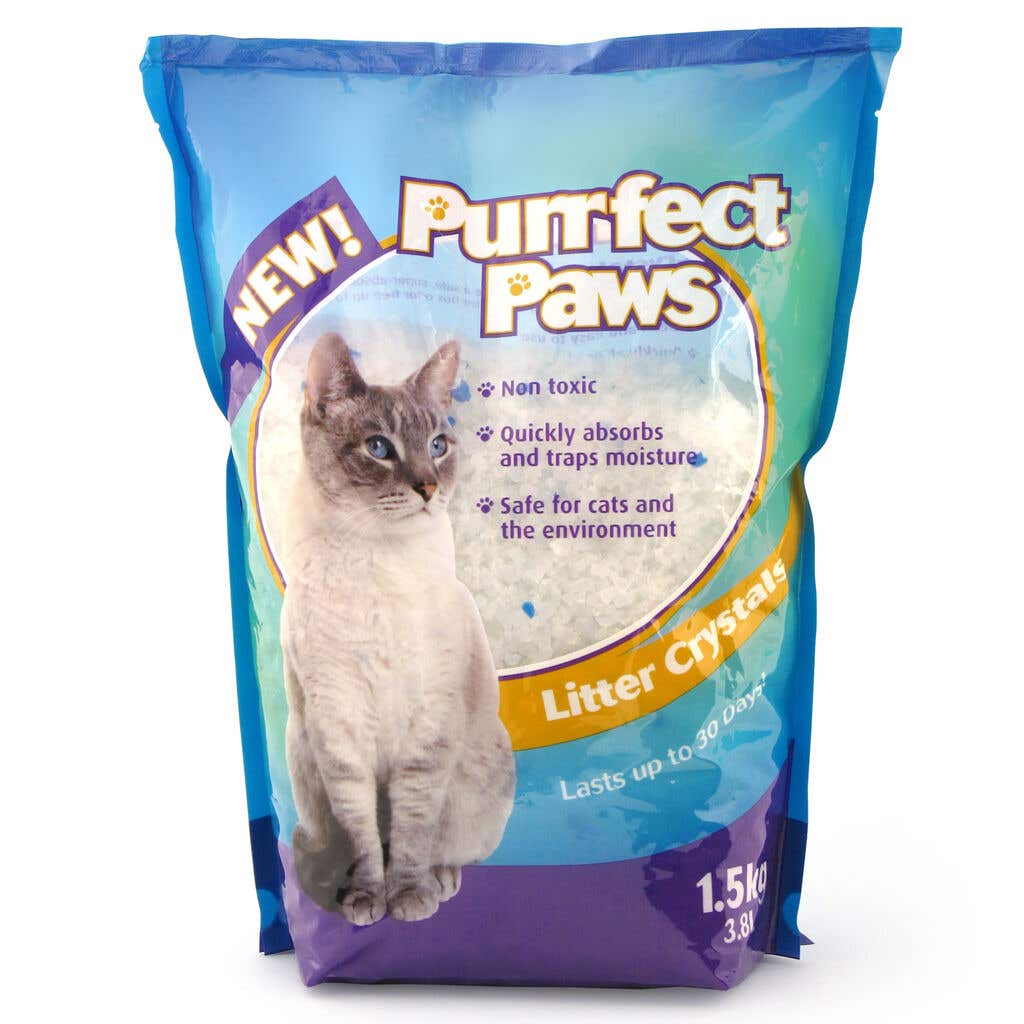 NEW!
Purrfect
Paws
Non toxic
Quickly absorbs
and traps moisture
Safe for cats and
the environment
Litter Crystals
Lasts up to 30 Days!
1.5kg
3.8